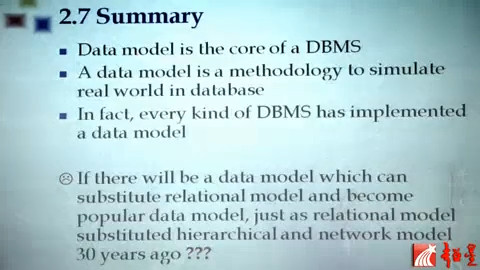 2.7 Summary
Data model is the core of a DBMS
A data model is a methodology to simulate
real world in database
In fact, every kind of DBMS has implemented
a data model
If there will be a data model which can
substitute relational model and become
popular data model, just as relational model
substituted hierarchical and network model
30 years ago ???